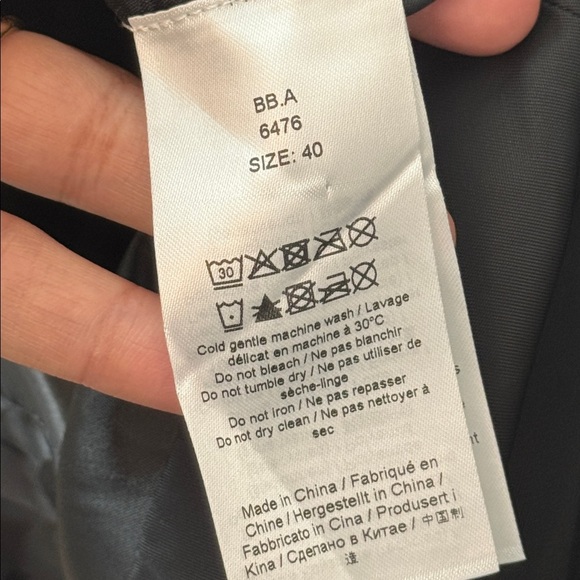 BB.A
6476
SIZE: 40
30
Cold gentle machine wash / Lavage
délicat en machine à 30°C
Do not bleach / Ne pas blanchir
Do not tumble dry / Ne pas utiliser de
sèche-linge
Do not iron / Ne pas repasser
Do not dry clean / Ne pas nettoyer à
sec
Made in China / Fabriqué en
Chine / Hergestellt in China /
Fabbricato in Cina / Produsert i
Kina / Сделано в Китае / 中国制
造